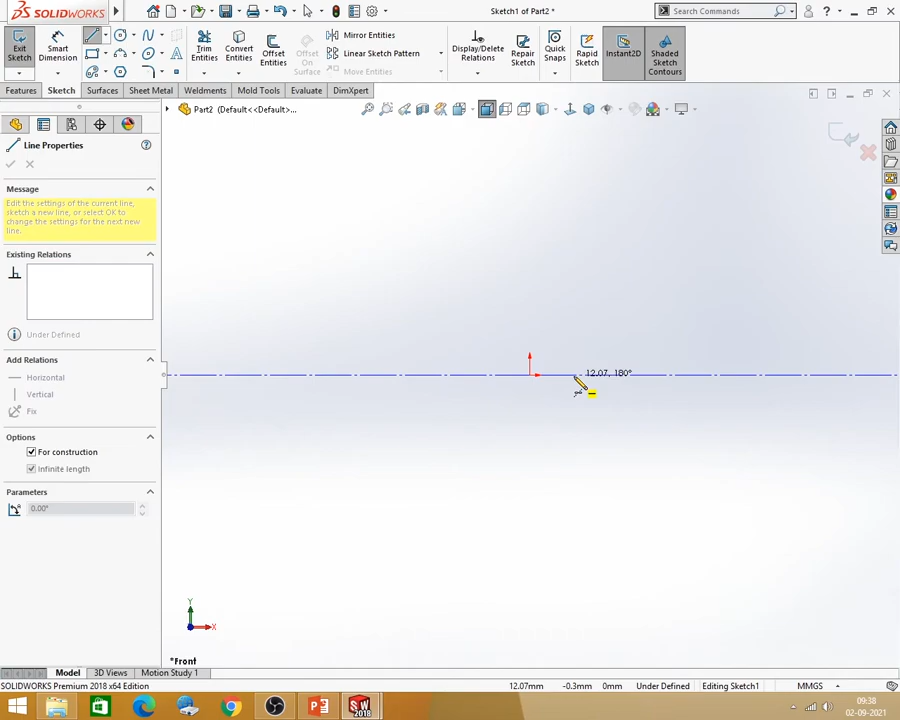 SOLIDWORKS
Sketch1 of Part2 *
Search Commands
?
Exit Sketch
Smart Dimension
Trim Entities
Convert Entities
Offset Entities
Offset On Surface
Mirror Entities
Linear Sketch Pattern
Move Entities
Display/Delete Relations
Repair Sketch
Quick Snaps
Rapid Sketch
Instant2D
Shaded Sketch Contours
Features
Sketch
Surfaces
Sheet Metal
Weldments
Mold Tools
Evaluate
DimXpert
Part2 (Default<<Default>...
Line Properties
?
Message
Edit the settings of the current line,
sketch a new line, or select OK to
change the settings for the next new
line.
Existing Relations
Under Defined
Add Relations
Horizontal
Vertical
Fix
Options
For construction
Infinite length
Parameters
0.00°
12.07, 180°
Y
X
*Front
Model
3D Views
Motion Study 1
SOLIDWORKS Premium 2018 x64 Edition
12.07mm
-0.3mm
0mm
Under Defined
Editing Sketch1
MMGS
SW
2018
09:38
02-09-2021